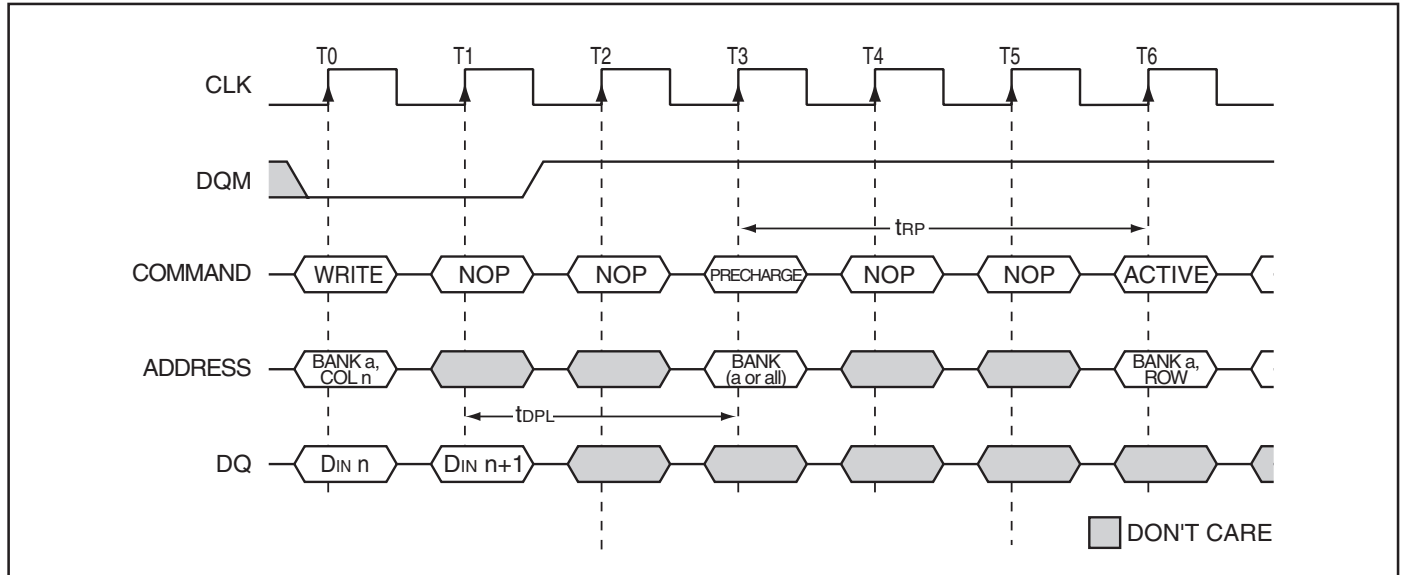 T0 T1 T2 T3 T4 T5 T6
CLK
DQM
tRP
COMMAND WRITE NOP NOP PRECHARGE NOP NOP ACTIVE
ADDRESS BANK a, COL n BANK (a or all) BANK a, ROW
tDPL
DQ DIN n DIN n+1
DON'T CARE